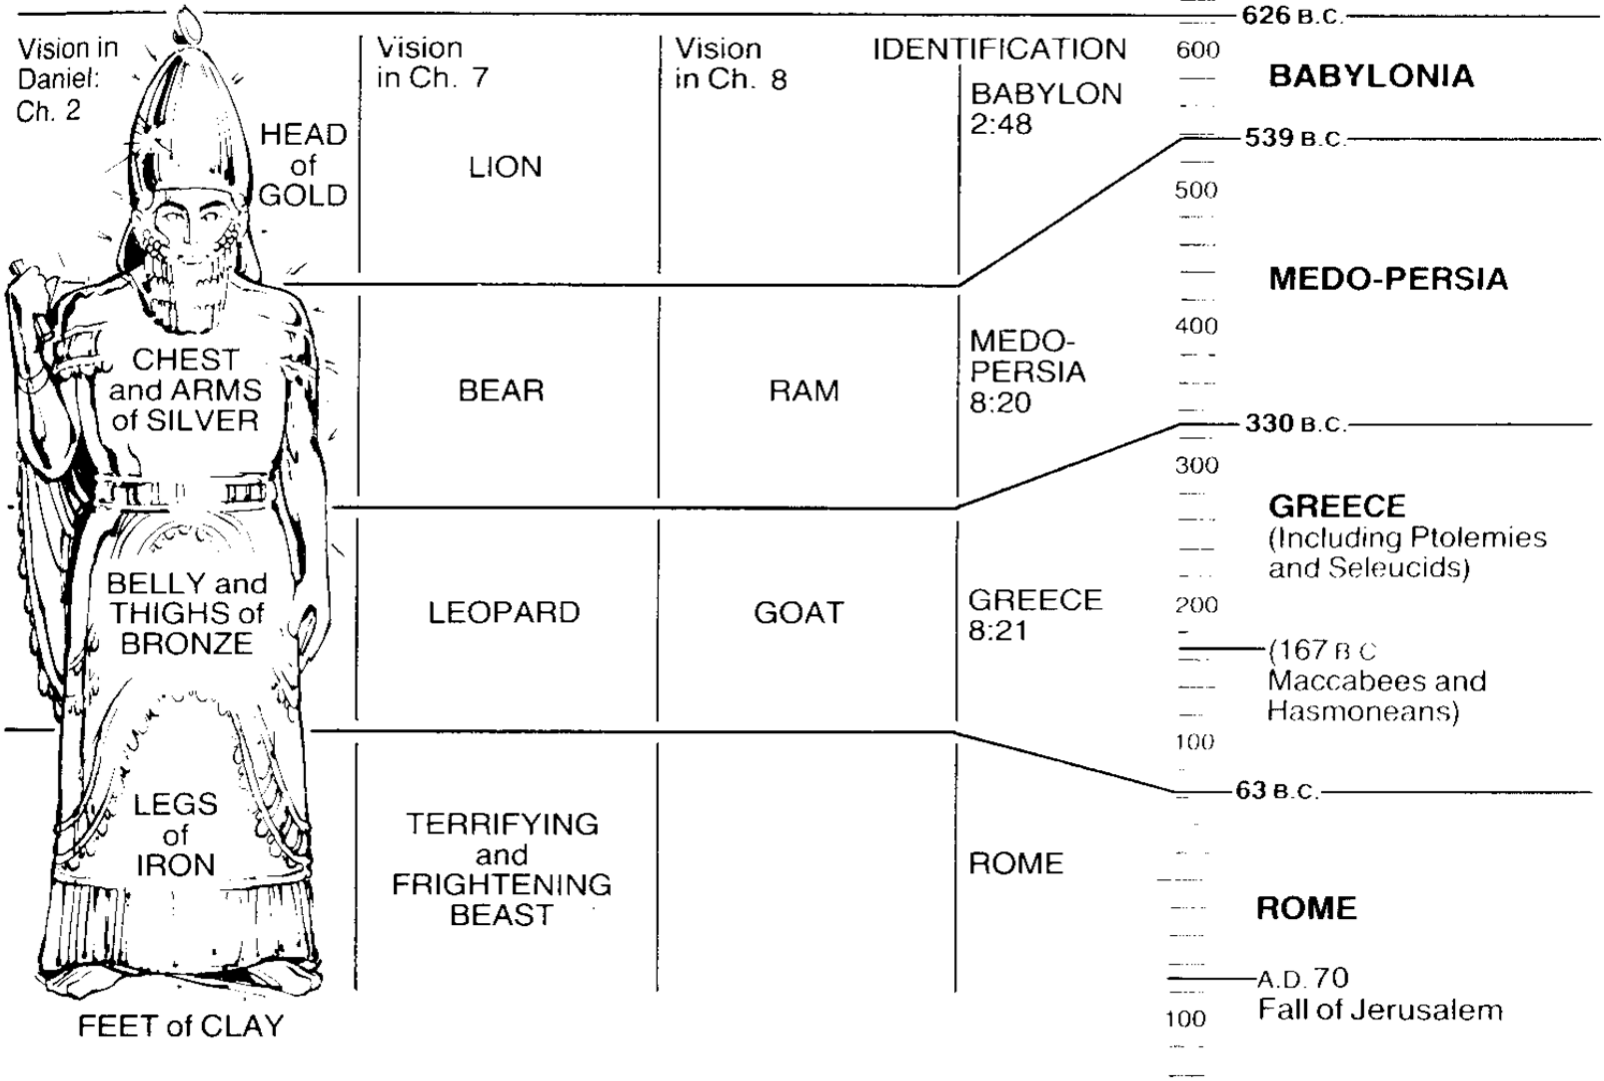 Vision in
Daniel:
Ch. 2
HEAD
of
GOLD
CHEST
and ARMS
of SILVER
BELLY and
THIGHS of
BRONZE
LEGS
of
IRON
FEET of CLAY
Vision
in Ch. 7
LION
BEAR
LEOPARD
TERRIFYING
and
FRIGHTENING
BEAST
Vision
in Ch. 8
RAM
GOAT
IDENTIFICATION
BABYLON
2:48
MEDO-
PERSIA
8:20
GREECE
8:21
ROME
626 B.C.
600
BABYLONIA
539 B.C.
500
MEDO-PERSIA
400
330 B.C.
300
GREECE
(Including Ptolemies
and Seleucids)
200
(167 B C
Maccabees and
Hasmoneans)
100
63 B.C.
ROME
A.D. 70
Fall of Jerusalem
100